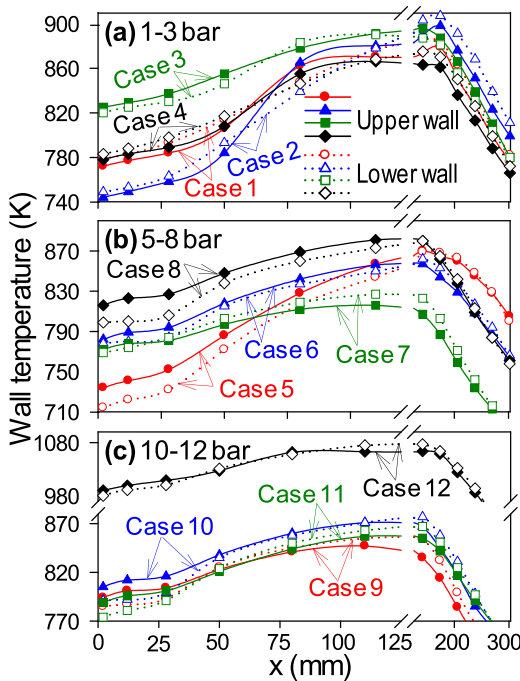 (a) 1-3 bar
900
860
820
780
740
Case 3
Case 4
Case 1
Case 2
Upper wall
Lower wall
Wall temperature (K)
(b) 5-8 bar
870
830
790
750
710
Case 8
Case 6
Case 7
Case 5
(c) 10-12 bar
1080
980
870
820
770
Case 12
Case 11
Case 10
Case 9
0 25 50 75 100 125 200 300
x (mm)